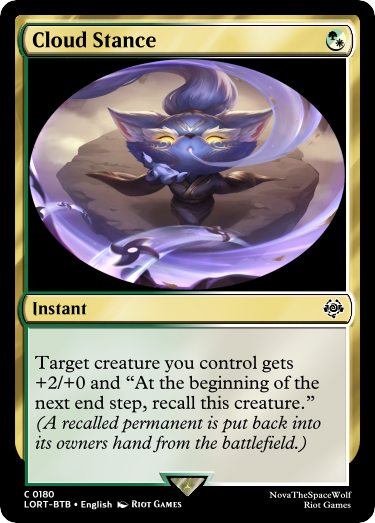 Cloud Stance
Instant
Target creature you control gets
+2/+0 and “At the beginning of the
next end step, recall this creature.”
(A recalled permanent is put back into
its owners hand from the battlefield.)
C 0180
LORT-BTB • English RIOT GAMES
NovaTheSpaceWolf
Riot Games